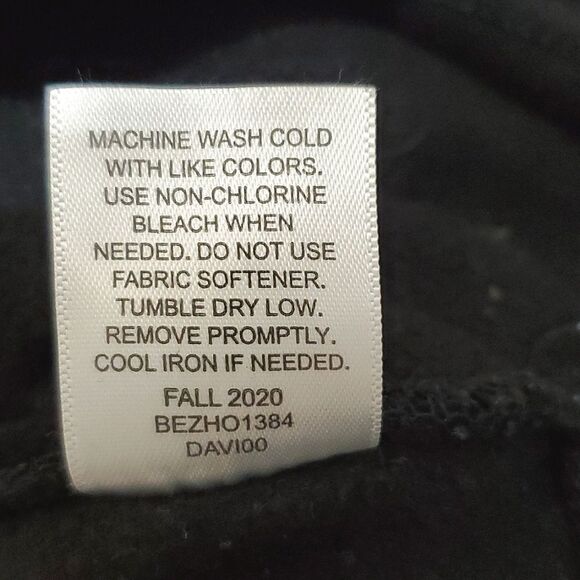 MACHINE WASH COLD
WITH LIKE COLORS.
USE NON-CHLORINE
BLEACH WHEN
NEEDED. DO NOT USE
FABRIC SOFTENER.
TUMBLE DRY LOW.
REMOVE PROMPTLY.
COOL IRON IF NEEDED.
FALL 2020
BEZHO1384
DAVI00